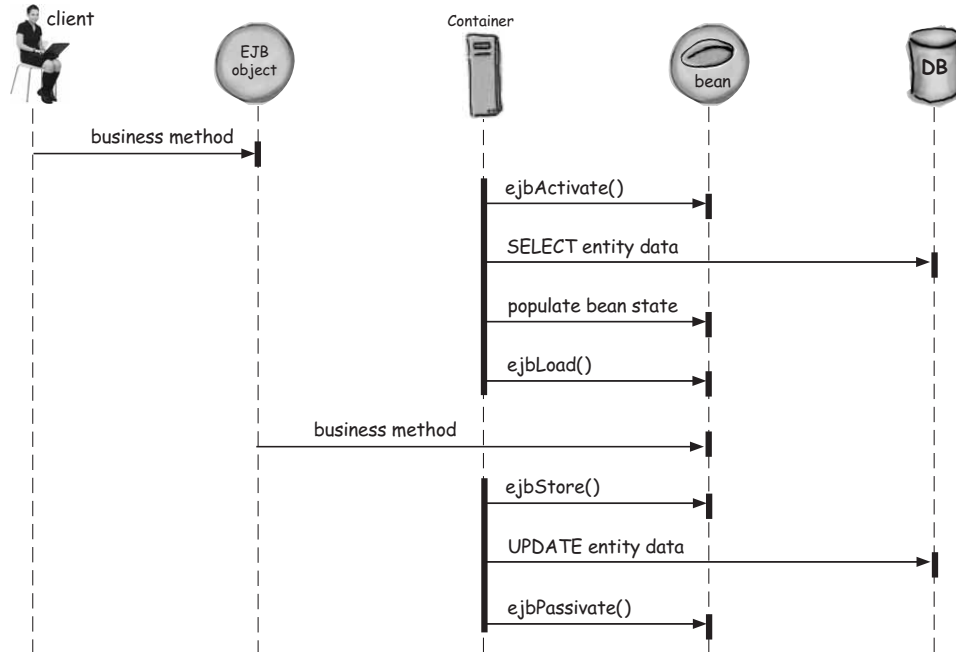 client
EJB
object
Container
bean
DB
business method
ejbActivate()
SELECT entity data
populate bean state
ejbLoad()
business method
ejbStore()
UPDATE entity data
ejbPassivate()